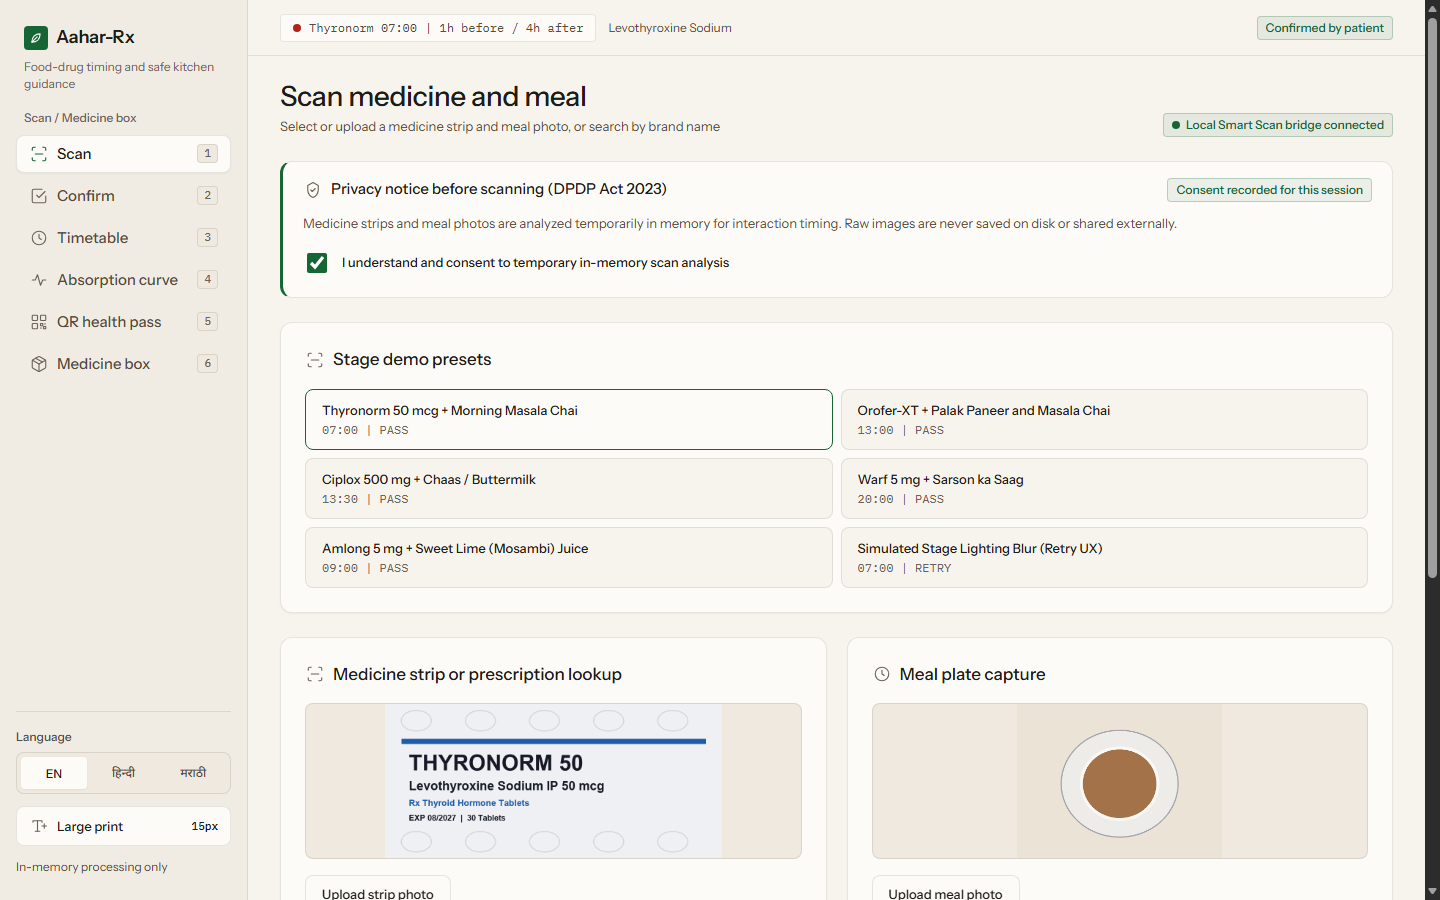 Aahar-Rx
Food-drug timing and safe kitchen
guidance
Scan / Medicine box
Scan 1
Confirm 2
Timetable 3
Absorption curve 4
QR health pass 5
Medicine box 6
Language
EN हिन्दी मराठी
Large print 15px
In-memory processing only
Thyronorm 07:00 | 1h before / 4h after Levothyroxine Sodium Confirmed by patient
Scan medicine and meal
Select or upload a medicine strip and meal photo, or search by brand name
Local Smart Scan bridge connected
Privacy notice before scanning (DPDP Act 2023)
Consent recorded for this session
Medicine strips and meal photos are analyzed temporarily in memory for interaction timing. Raw images are never saved on disk or shared externally.
I understand and consent to temporary in-memory scan analysis
Stage demo presets
Thyronorm 50 mcg + Morning Masala Chai
07:00 | PASS
Orofer-XT + Palak Paneer and Masala Chai
13:00 | PASS
Ciplox 500 mg + Chaas / Buttermilk
13:30 | PASS
Warf 5 mg + Sarson ka Saag
20:00 | PASS
Amlong 5 mg + Sweet Lime (Mosambi) Juice
09:00 | PASS
Simulated Stage Lighting Blur (Retry UX)
07:00 | RETRY
Medicine strip or prescription lookup
THYRONORM 50
Levothyroxine Sodium IP 50 mcg
Rx Thyroid Hormone Tablets
EXP 08/2027 | 30 Tablets
Upload strip photo
Meal plate capture
Upload meal photo